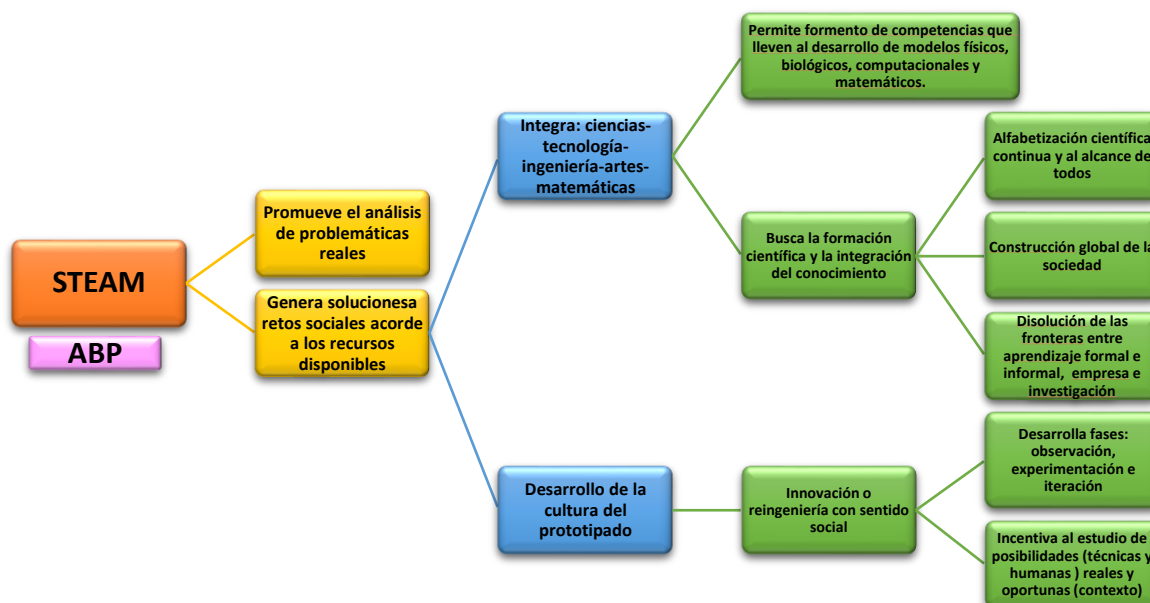 STEAM
ABP
Promueve el análisis
de problemáticas
reales
Genera solucionesa
retos sociales acorde
a los recursos
disponibles
Integra: ciencias-
tecnología-
ingeniería-artes-
matemáticas
Permite formento de competencias que
lleven al desarrollo de modelos físicos,
biológicos, computacionales y
matemáticos.
Busca la formación
científica y la integración
del conocimiento
Alfabetización científica
continua y al alcance de
todos
Construcción global de la
sociedad
Disolución de las
fronteras entre
aprendizaje formal e
informal, empresa e
investigación
Desarrollo de la
cultura del
prototipado
Innovación o
reingeniería con sentido
social
Desarrolla fases:
observación,
experimentación e
iteración
Incentiva al estudio de
posibilidades (técnicas y
humanas ) reales y
oportunas (contexto)